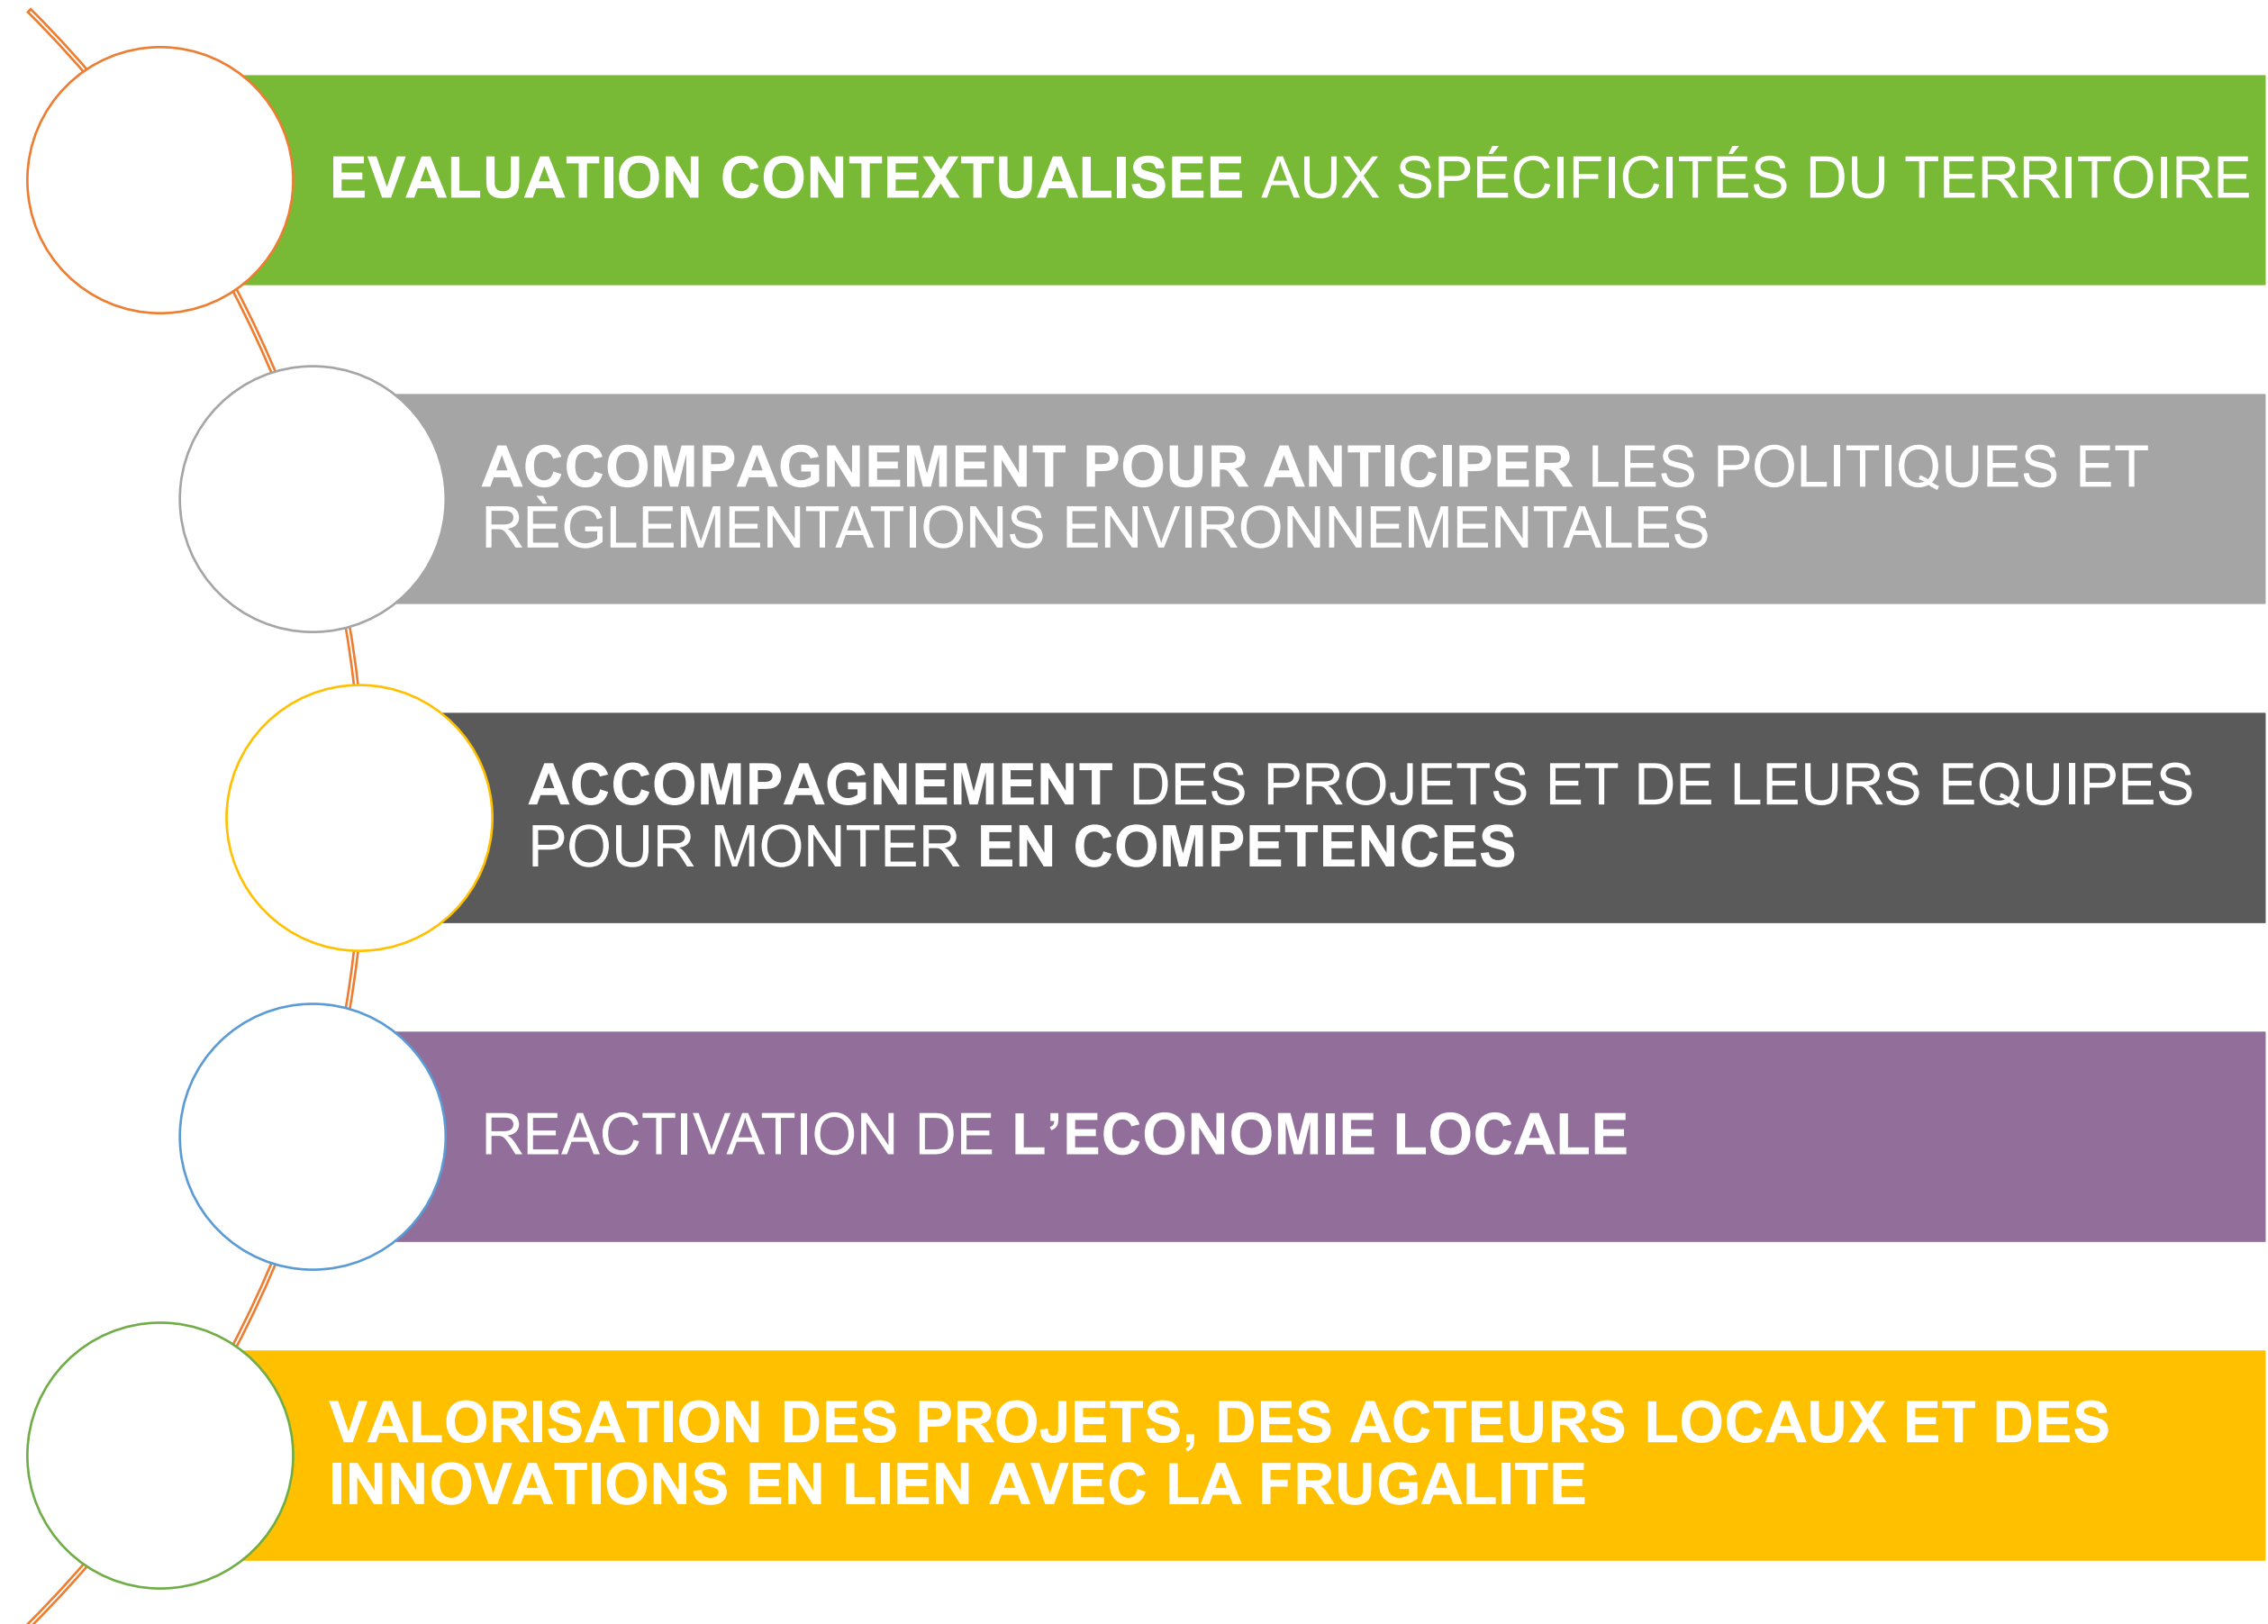 EVALUATION CONTEXTUALISEE AUX SPÉCIFICITÉS DU TERRITOIRE
ACCOMPAGNEMENT POUR ANTICIPER LES POLITIQUES ET
RÈGLEMENTATIONS ENVIRONNEMENTALES
ACCOMPAGNEMENT DES PROJETS ET DE LEURS EQUIPES
POUR MONTER EN COMPETENCES
REACTIVATION DE L’ECONOMIE LOCALE
VALORISATION DES PROJETS, DES ACTEURS LOCAUX ET DES
INNOVATIONS EN LIEN AVEC LA FRUGALITE